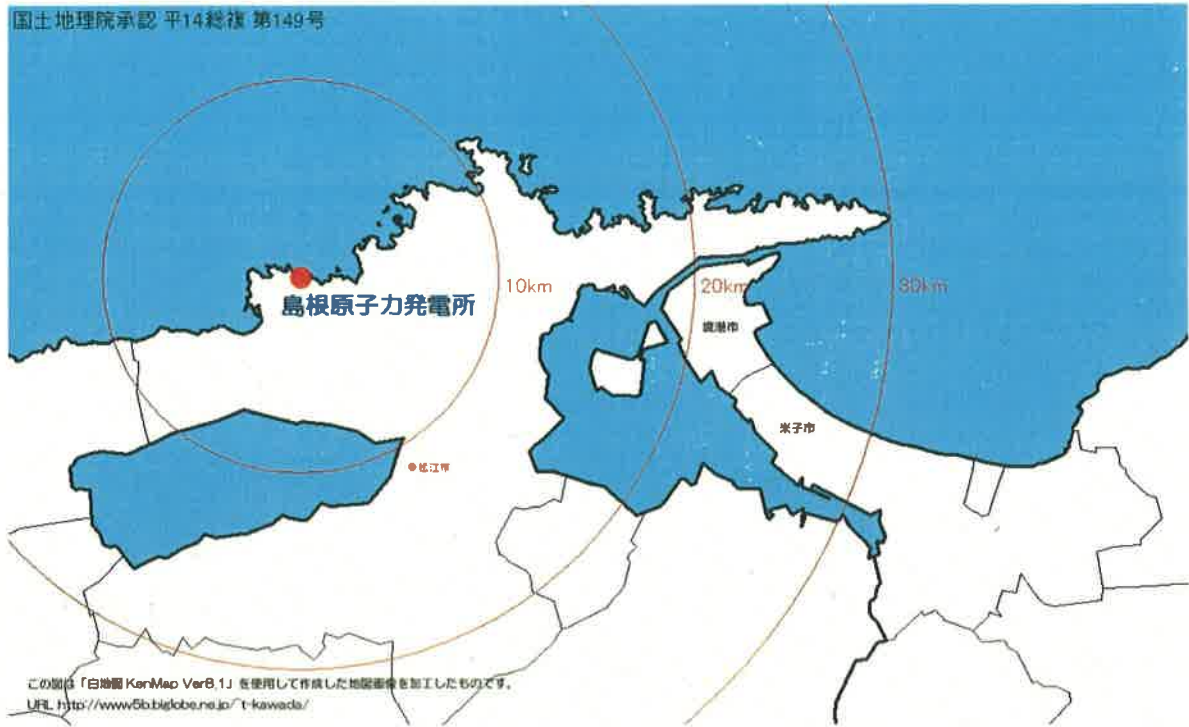 国土地理院承認 平14総複 第149号
島根原子力発電所
10km
20km
30km
境港市
米子市
松江市
この図は「白地図 KenMap Ver8.1」を使用して作成した地図画像を加工したものです。
URL http://www5b.biglobe.ne.jp/~t-kawada/